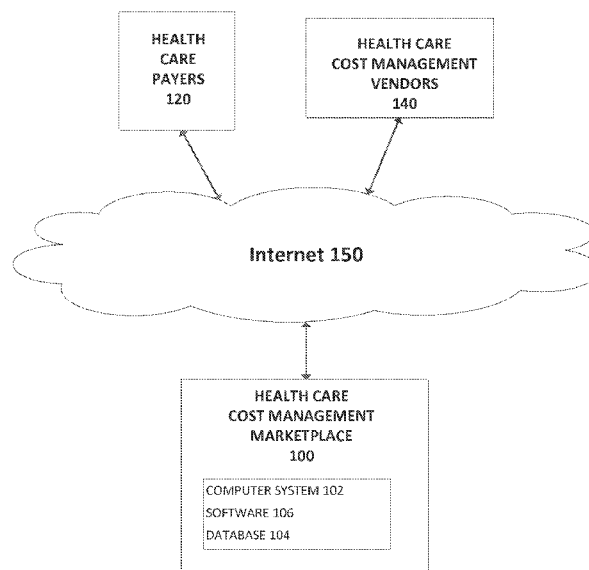 HEALTH
CARE
PAYERS
120
HEALTH CARE
COST MANAGEMENT
VENDORS
140
Internet 150
HEALTH CARE
COST MANAGEMENT
MARKETPLACE
100
COMPUTER SYSTEM 102
SOFTWARE 106
DATABASE 104